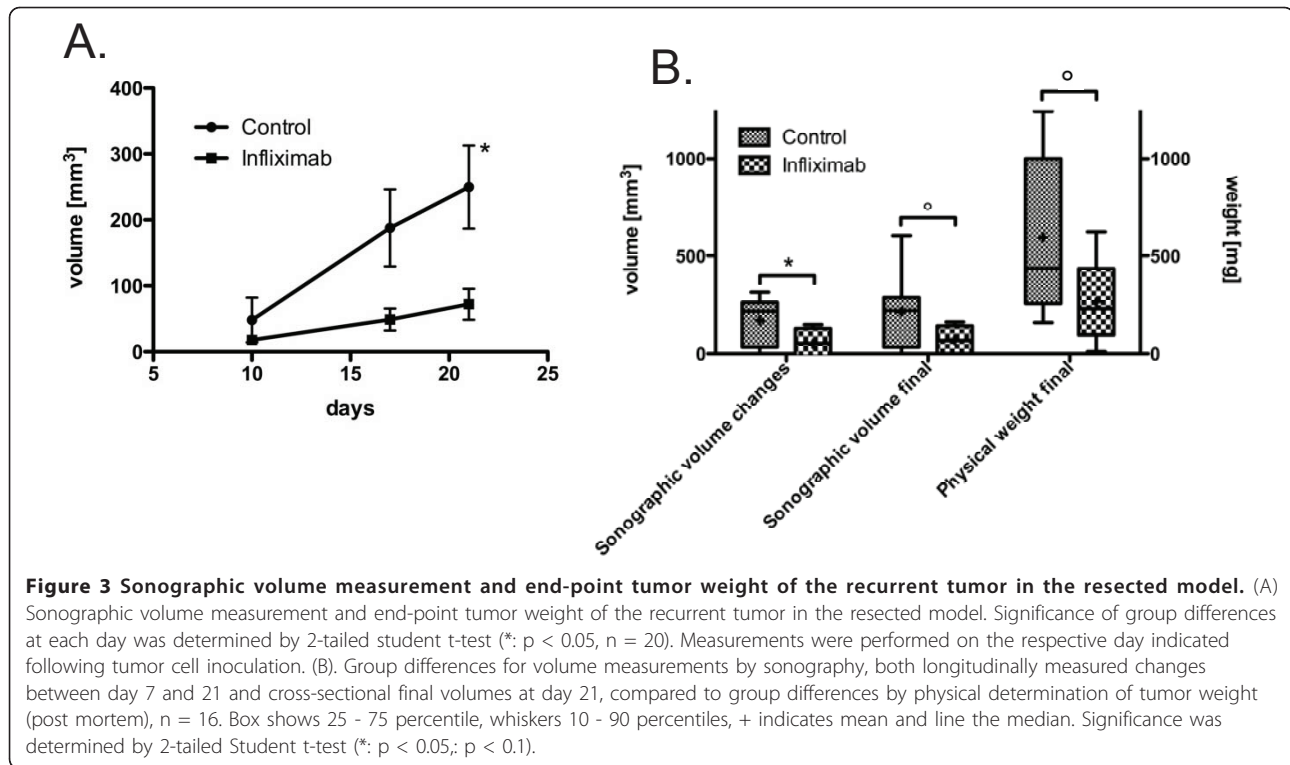 A.
400
300
200
100
0
volume [mm³]
Control
Infliximab
*
5
10
15
20
25
days
B.
1000
500
0
volume [mm³]
Control
Infliximab
*
°
°
1000
500
0
weight [mg]
Sonographic volume changes
Sonographic volume final
Physical weight final
Figure 3 Sonographic volume measurement and end-point tumor weight of the recurrent tumor in the resected model. (A)
Sonographic volume measurement and end-point tumor weight of the recurrent tumor in the resected model. Significance of group differences
at each day was determined by 2-tailed student t-test (*: p < 0.05, n = 20). Measurements were performed on the respective day indicated
following tumor cell inoculation. (B). Group differences for volume measurements by sonography, both longitudinally measured changes
between day 7 and 21 and cross-sectional final volumes at day 21, compared to group differences by physical determination of tumor weight
(post mortem), n = 16. Box shows 25 - 75 percentile, whiskers 10 - 90 percentiles, + indicates mean and line the median. Significance was
determined by 2-tailed Student t-test (*: p < 0.05,: p < 0.1).